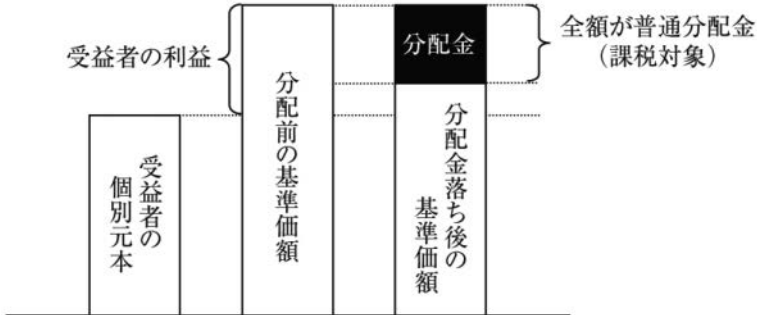 受益者の利益
分配前の基準価額
分配金
全額が普通分配金
(課税対象)
受益者の
個別元本
分配金落ち後の
基準価額